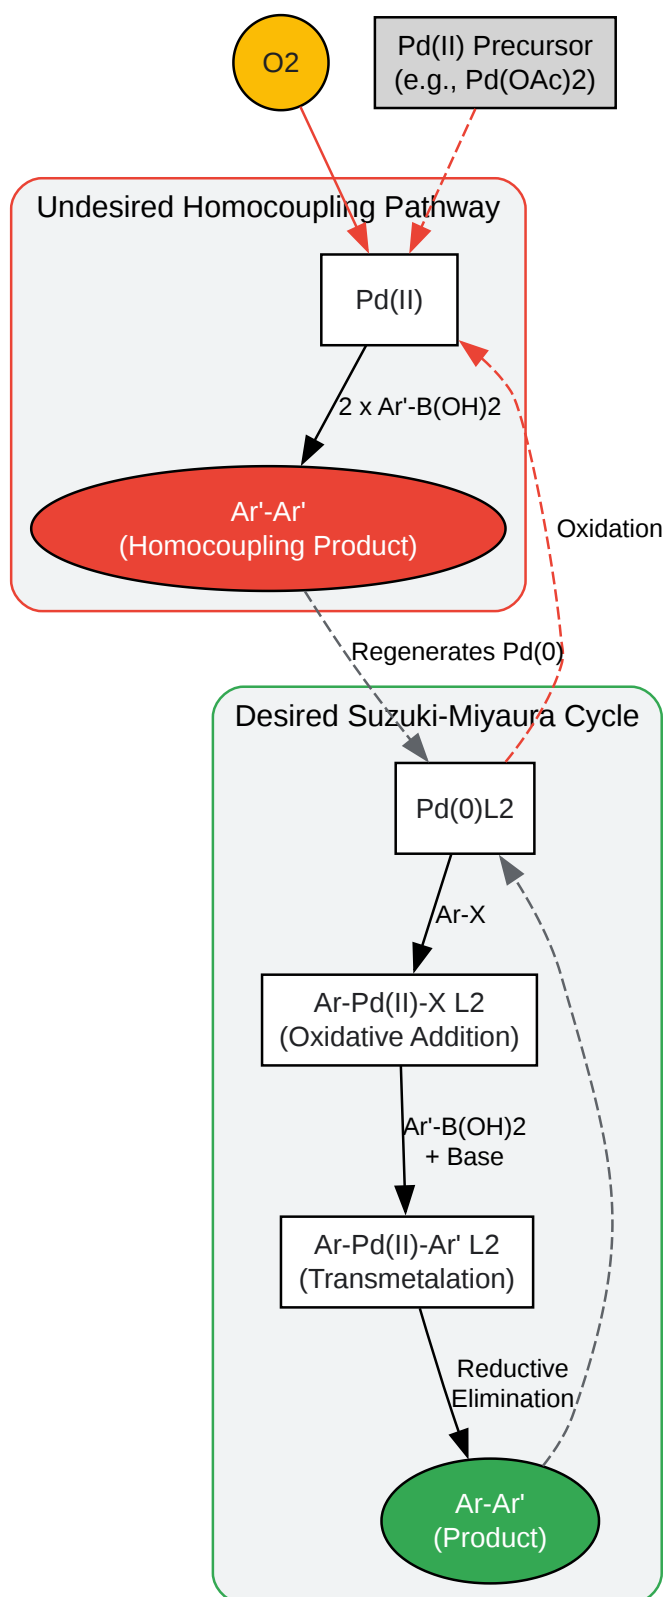 O2
Pd(II) Precursor
(e.g., Pd(OAc)2)
Undesired Homocoupling Pathway
Pd(II)
2 x Ar'-B(OH)2
Ar'-Ar'
(Homocoupling Product)
Oxidation
Regenerates Pd(0)
Desired Suzuki-Miyaura Cycle
Pd(0)L2
Ar-X
Ar-Pd(II)-X L2
(Oxidative Addition)
Ar'-B(OH)2
+ Base
Ar-Pd(II)-Ar' L2
(Transmetalation)
Reductive
Elimination
Ar-Ar'
(Product)